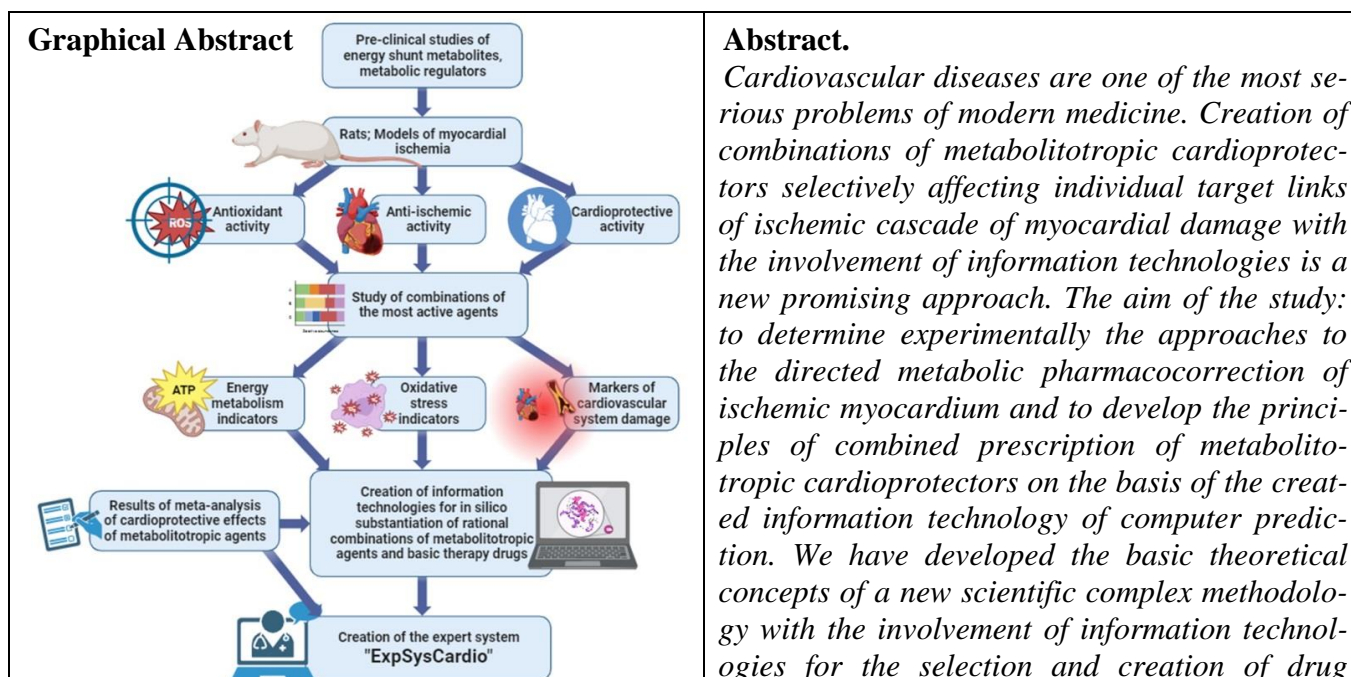 Graphical Abstract
Pre-clinical studies of
energy shunt metabolites,
metabolic regulators
Rats; Models of myocardial
ischemia
ROS
Antioxidant
activity
Anti-ischemic
activity
Cardioprotective
activity
Study of combinations of
the most active agents
ATP
Energy
metabolism
indicators
Oxidative
stress
indicators
Markers of
cardiovascular
system damage
Results of meta-analysis
of cardioprotective effects
of metabolitotropic agents
Creation of information
technologies for in silico
substantiation of rational
combinations of metabolitotropic
agents and basic therapy drugs
Creation of the expert system
"ExpSysCardio"
Abstract.
Cardiovascular diseases are one of the most se-
rious problems of modern medicine. Creation of
combinations of metabolitotropic cardioprotec-
tors selectively affecting individual target links
of ischemic cascade of myocardial damage with
the involvement of information technologies is a
new promising approach. The aim of the study:
to determine experimentally the approaches to
the directed metabolic pharmacocorrection of
ischemic myocardium and to develop the princi-
ples of combined prescription of metabolito-
tropic cardioprotectors on the basis of the creat-
ed information technology of computer predic-
tion. We have developed the basic theoretical
concepts of a new scientific complex methodolo-
gy with the involvement of information technol-
ogies for the selection and creation of drug